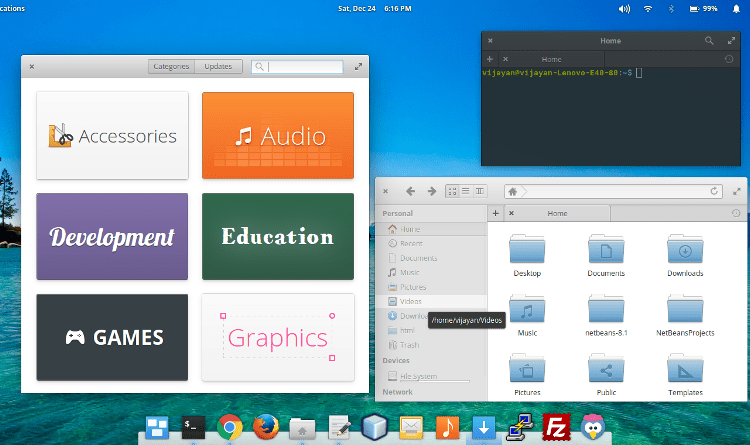 cations
Sat, Dec 24 6:16 PM
99%
Categories
Updates
Accessories
Audio
Development
Education
GAMES
Graphics
Home
Home
vijayan@vijayan-Lenovo-E40-80:~$
Personal
Home
Recent
Documents
Music
Pictures
Videos
Downloa
html
Trash
Devices
File System
Network
/home/vijayan/Videos
Home
Desktop
Documents
Downloads
Music
netbeans-8.1
NetBeansProjects
Pictures
Public
Templates
$_
FZ